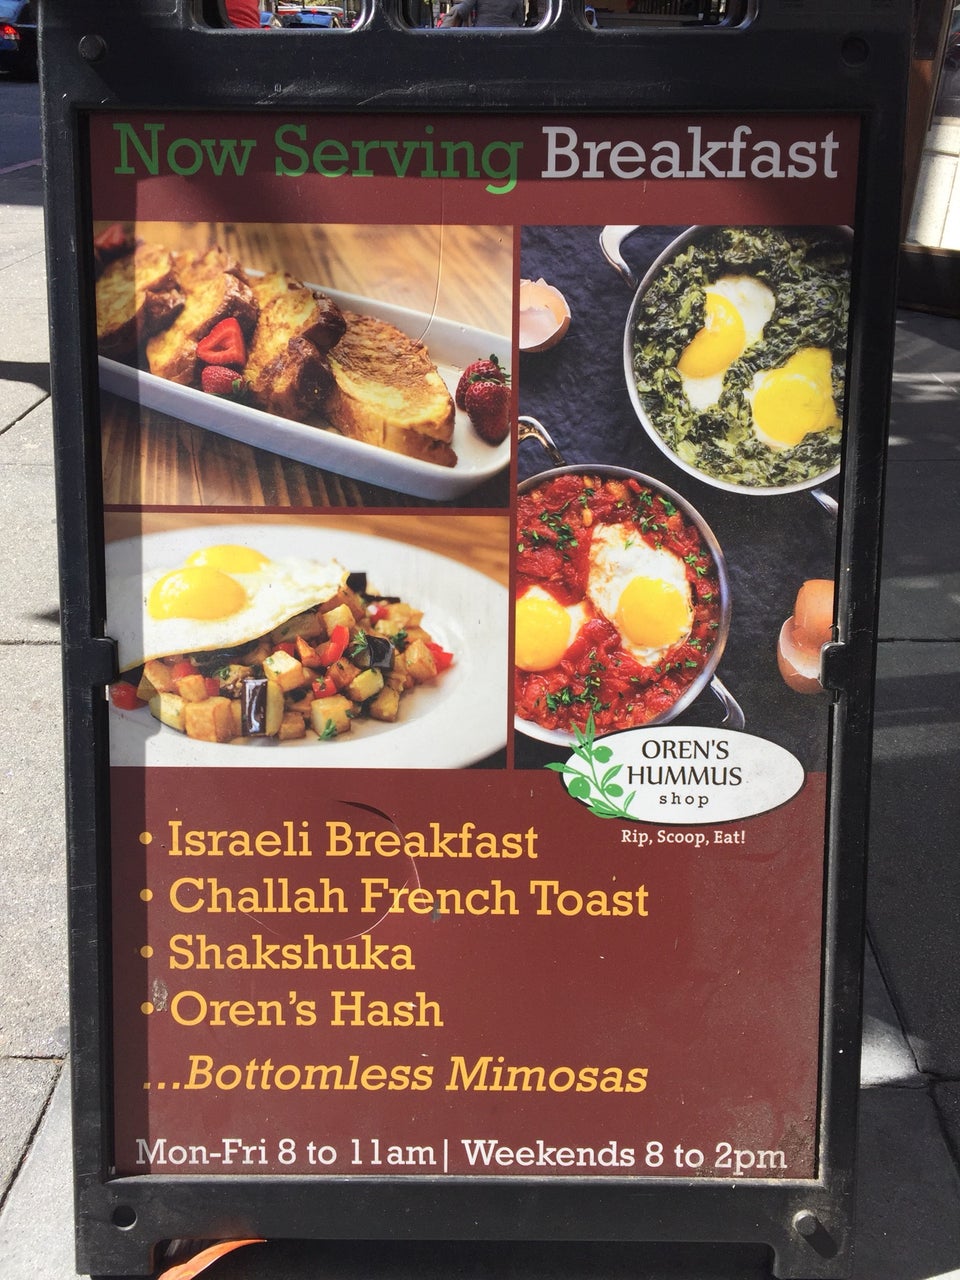 Now Serving Breakfast
OREN'S
HUMMUS
shop
Rip, Scoop, Eat!
• Israeli Breakfast
• Challah French Toast
• Shakshuka
• Oren's Hash
...Bottomless Mimosas
Mon-Fri 8 to 11am| Weekends 8 to 2pm